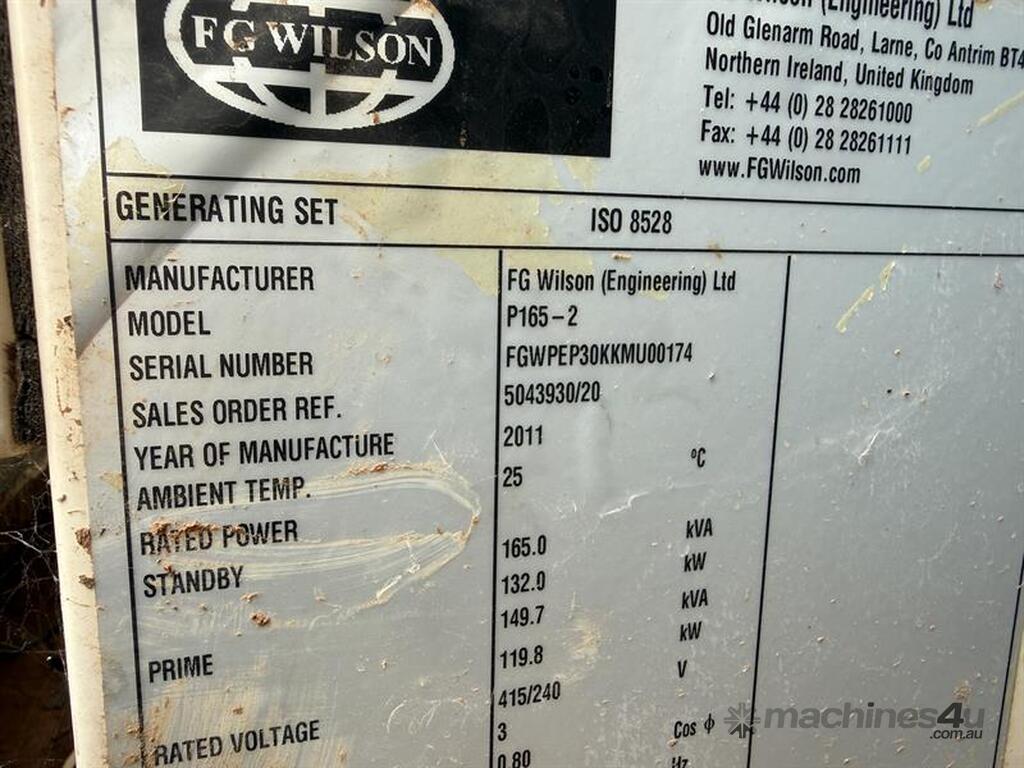 FG WILSON
Wilson (Engineering) Ltd
Old Glenarm Road, Larne, Co Antrim BT4
Northern Ireland, United Kingdom
Tel: +44 (0) 28 28261000
Fax: +44 (0) 28 28261111
www.FGWilson.com
GENERATING SET ISO 8528
MANUFACTURER FG Wilson (Engineering) Ltd
MODEL P165-2
SERIAL NUMBER FGWPEP30KKMU00174
SALES ORDER REF. 5043930/20
YEAR OF MANUFACTURE 2011
AMBIENT TEMP. 25 ºC
RATED POWER
STANDBY 165.0 kVA
132.0 kW
149.7 kVA
PRIME 119.8 kW
415/240 V
RATED VOLTAGE 3
0.80 Cos ϕ
Hz
machines4u
.com.au